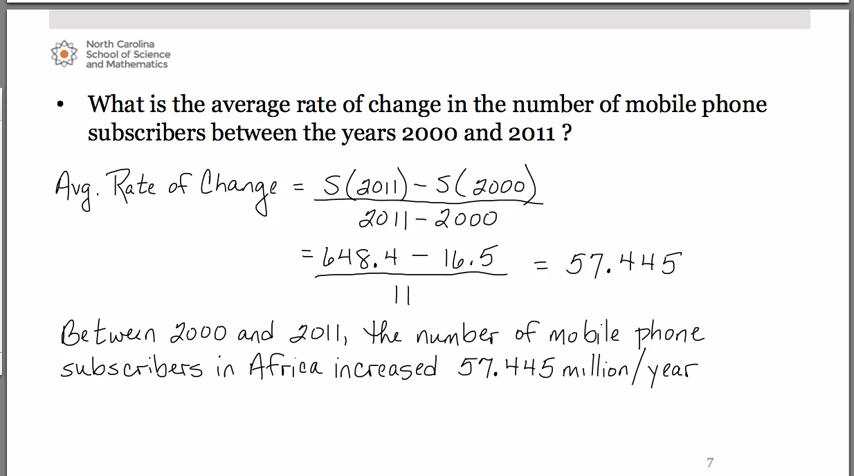 North Carolina
School of Science
and Mathematics
• What is the average rate of change in the number of mobile phone
subscribers between the years 2000 and 2011 ?
Avg. Rate of Change = S(2011) - S(2000)
2011 - 2000
= 648.4 - 16.5 = 57.445
11
Between 2000 and 2011, the number of mobile phone
subscribers in Africa increased 57.445 million/year
7